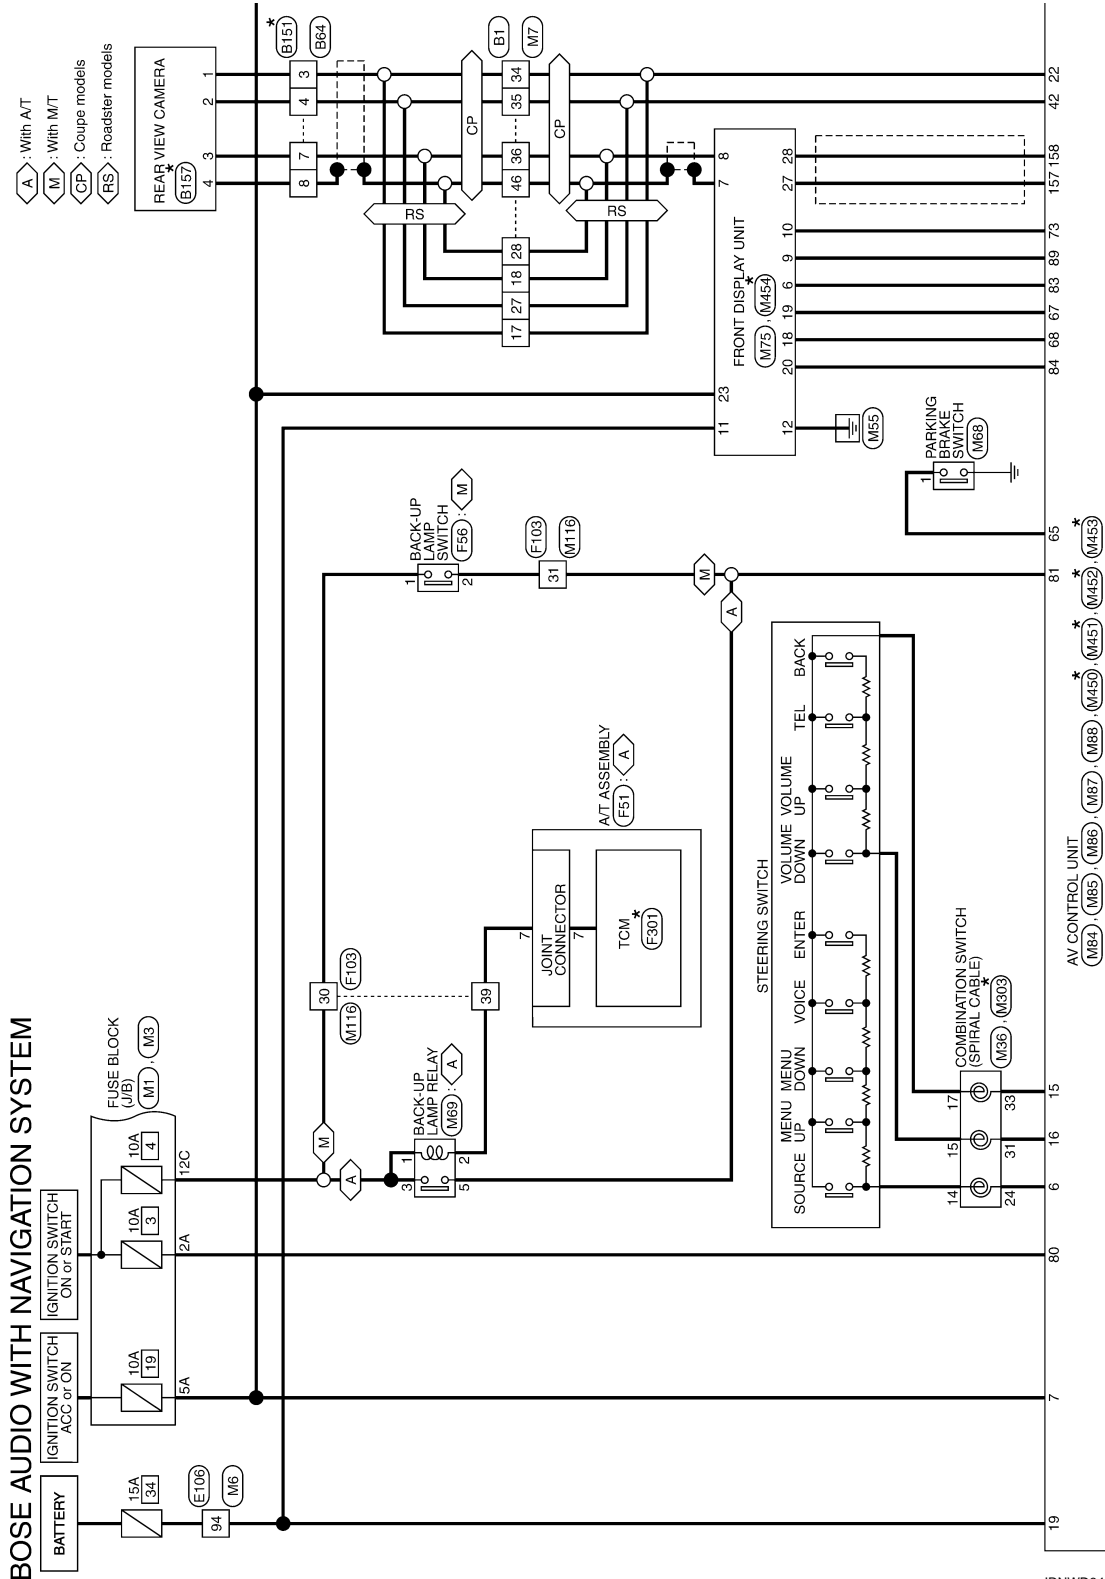 BOSE AUDIO WITH NAVIGATION SYSTEM
BATTERY
IGNITION SWITCH
ACC or ON
IGNITION SWITCH
ON or START
15A
34
10A
19
10A
3
10A
4
FUSE BLOCK
(J/B)
M1 , M3
E106
M6
94
5A
2A
12C
M
A
BACK-UP
LAMP RELAY
M69 : A
1
2
3
5
30
M116
F103
39
7
JOINT
CONNECTOR
7
TCM
*
F301
A/T ASSEMBLY
F51 : A
BACK-UP
LAMP
SWITCH
F56 : M
1
2
F103
M116
31
M
A
STEERING SWITCH
SOURCE
MENU
UP
MENU
DOWN
VOICE
ENTER
VOLUME
DOWN
VOLUME
UP
TEL
BACK
COMBINATION SWITCH
(SPIRAL CABLE)
M36 , M303
*
14
15
17
24
31
33
PARKING
BRAKE
SWITCH
M68
1
A : With A/T
M : With M/T
CP : Coupe models
RS : Roadster models
REAR VIEW CAMERA
*
B157
4
3
2
1
*
B151
B64
8
7
4
3
RS
CP
B1
M7
17
27
18
28
46
36
35
34
CP
RS
FRONT DISPLAY UNIT
M75 , M454
*
11
23
7
8
12
20
18
19
6
9
10
27
28
M55
19
7
80
6
16
15
81
65
84
68
67
83
89
73
157
158
42
22
AV CONTROL UNIT
M84 , M85 , M86 , M87 , M88 , M450 , M451 , M452 , M453
* * * *